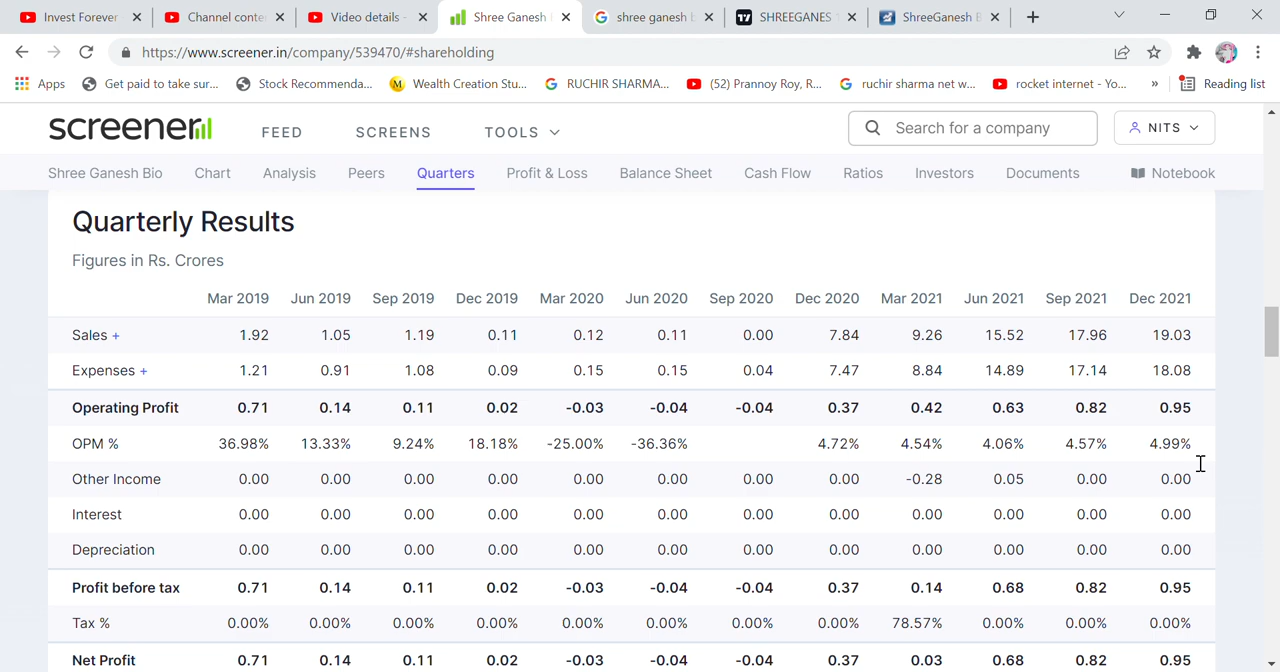 Invest Forever
Channel conte
Video details -
Shree Ganesh
shree ganesh b
SHREEGANES
ShreeGanesh B
https://www.screener.in/company/539470/#shareholding
Apps
Get paid to take sur...
Stock Recommenda...
Wealth Creation Stu...
RUCHIR SHARMA...
(52) Prannoy Roy, R...
ruchir sharma net w...
rocket internet - Yo...
»
Reading list
screener
FEED
SCREENS
TOOLS
Search for a company
NITS
Shree Ganesh Bio Chart Analysis Peers Quarters Profit & Loss Balance Sheet Cash Flow Ratios Investors Documents Notebook
Quarterly Results
Figures in Rs. Crores
Mar 2019 Jun 2019 Sep 2019 Dec 2019 Mar 2020 Jun 2020 Sep 2020 Dec 2020 Mar 2021 Jun 2021 Sep 2021 Dec 2021
Sales + 1.92 1.05 1.19 0.11 0.12 0.11 0.00 7.84 9.26 15.52 17.96 19.03
Expenses + 1.21 0.91 1.08 0.09 0.15 0.15 0.04 7.47 8.84 14.89 17.14 18.08
Operating Profit 0.71 0.14 0.11 0.02 -0.03 -0.04 -0.04 0.37 0.42 0.63 0.82 0.95
OPM % 36.98% 13.33% 9.24% 18.18% -25.00% -36.36% 4.72% 4.54% 4.06% 4.57% 4.99%
Other Income 0.00 0.00 0.00 0.00 0.00 0.00 0.00 0.00 -0.28 0.05 0.00 0.00
Interest 0.00 0.00 0.00 0.00 0.00 0.00 0.00 0.00 0.00 0.00 0.00 0.00
Depreciation 0.00 0.00 0.00 0.00 0.00 0.00 0.00 0.00 0.00 0.00 0.00 0.00
Profit before tax 0.71 0.14 0.11 0.02 -0.03 -0.04 -0.04 0.37 0.14 0.68 0.82 0.95
Tax % 0.00% 0.00% 0.00% 0.00% 0.00% 0.00% 0.00% 0.00% 78.57% 0.00% 0.00% 0.00%
Net Profit 0.71 0.14 0.11 0.02 -0.03 -0.04 -0.04 0.37 0.03 0.68 0.82 0.95